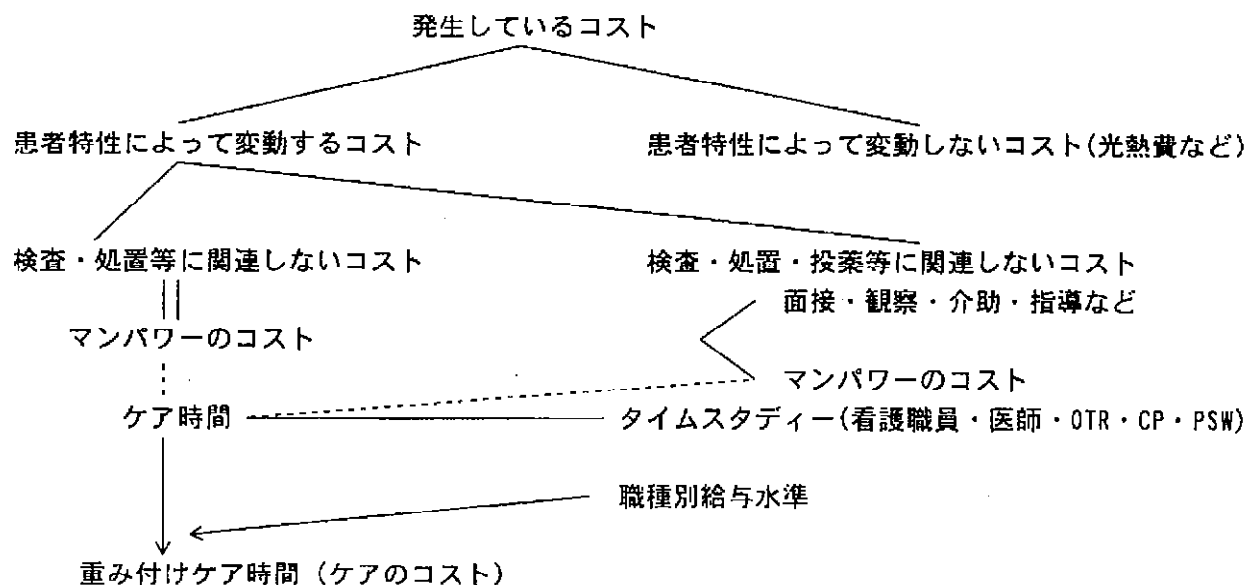 発生しているコスト
患者特性によって変動するコスト
患者特性によって変動しないコスト(光熱費など)
検査・処置等に関連しないコスト
検査・処置・投薬等に関連しないコスト
面接・観察・介助・指導など
マンパワーのコスト
マンパワーのコスト
ケア時間
タイムスタディー(看護職員・医師・OTR・CP・PSW)
職種別給与水準
重み付けケア時間（ケアのコスト）